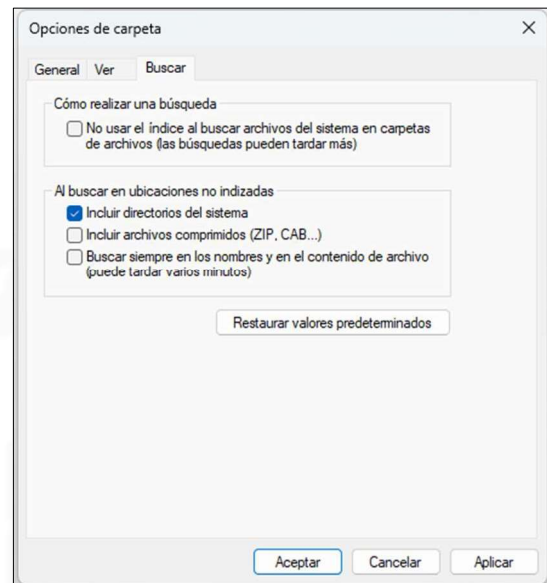 Opciones de carpeta
General Ver Buscar
Cómo realizar una búsqueda
No usar el índice al buscar archivos del sistema en carpetas
de archivos (las búsquedas pueden tardar más)
Al buscar en ubicaciones no indizadas
Incluir directorios del sistema
Incluir archivos comprimidos (ZIP, CAB...)
Buscar siempre en los nombres y en el contenido de archivo
(puede tardar varios minutos)
Restaurar valores predeterminados
Aceptar Cancelar Aplicar